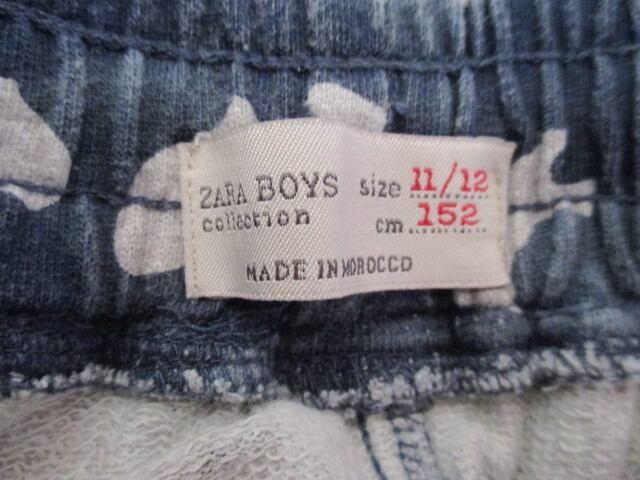 ZARA BOYS size 11/12
collection cm 152
MADE IN MOROCCO